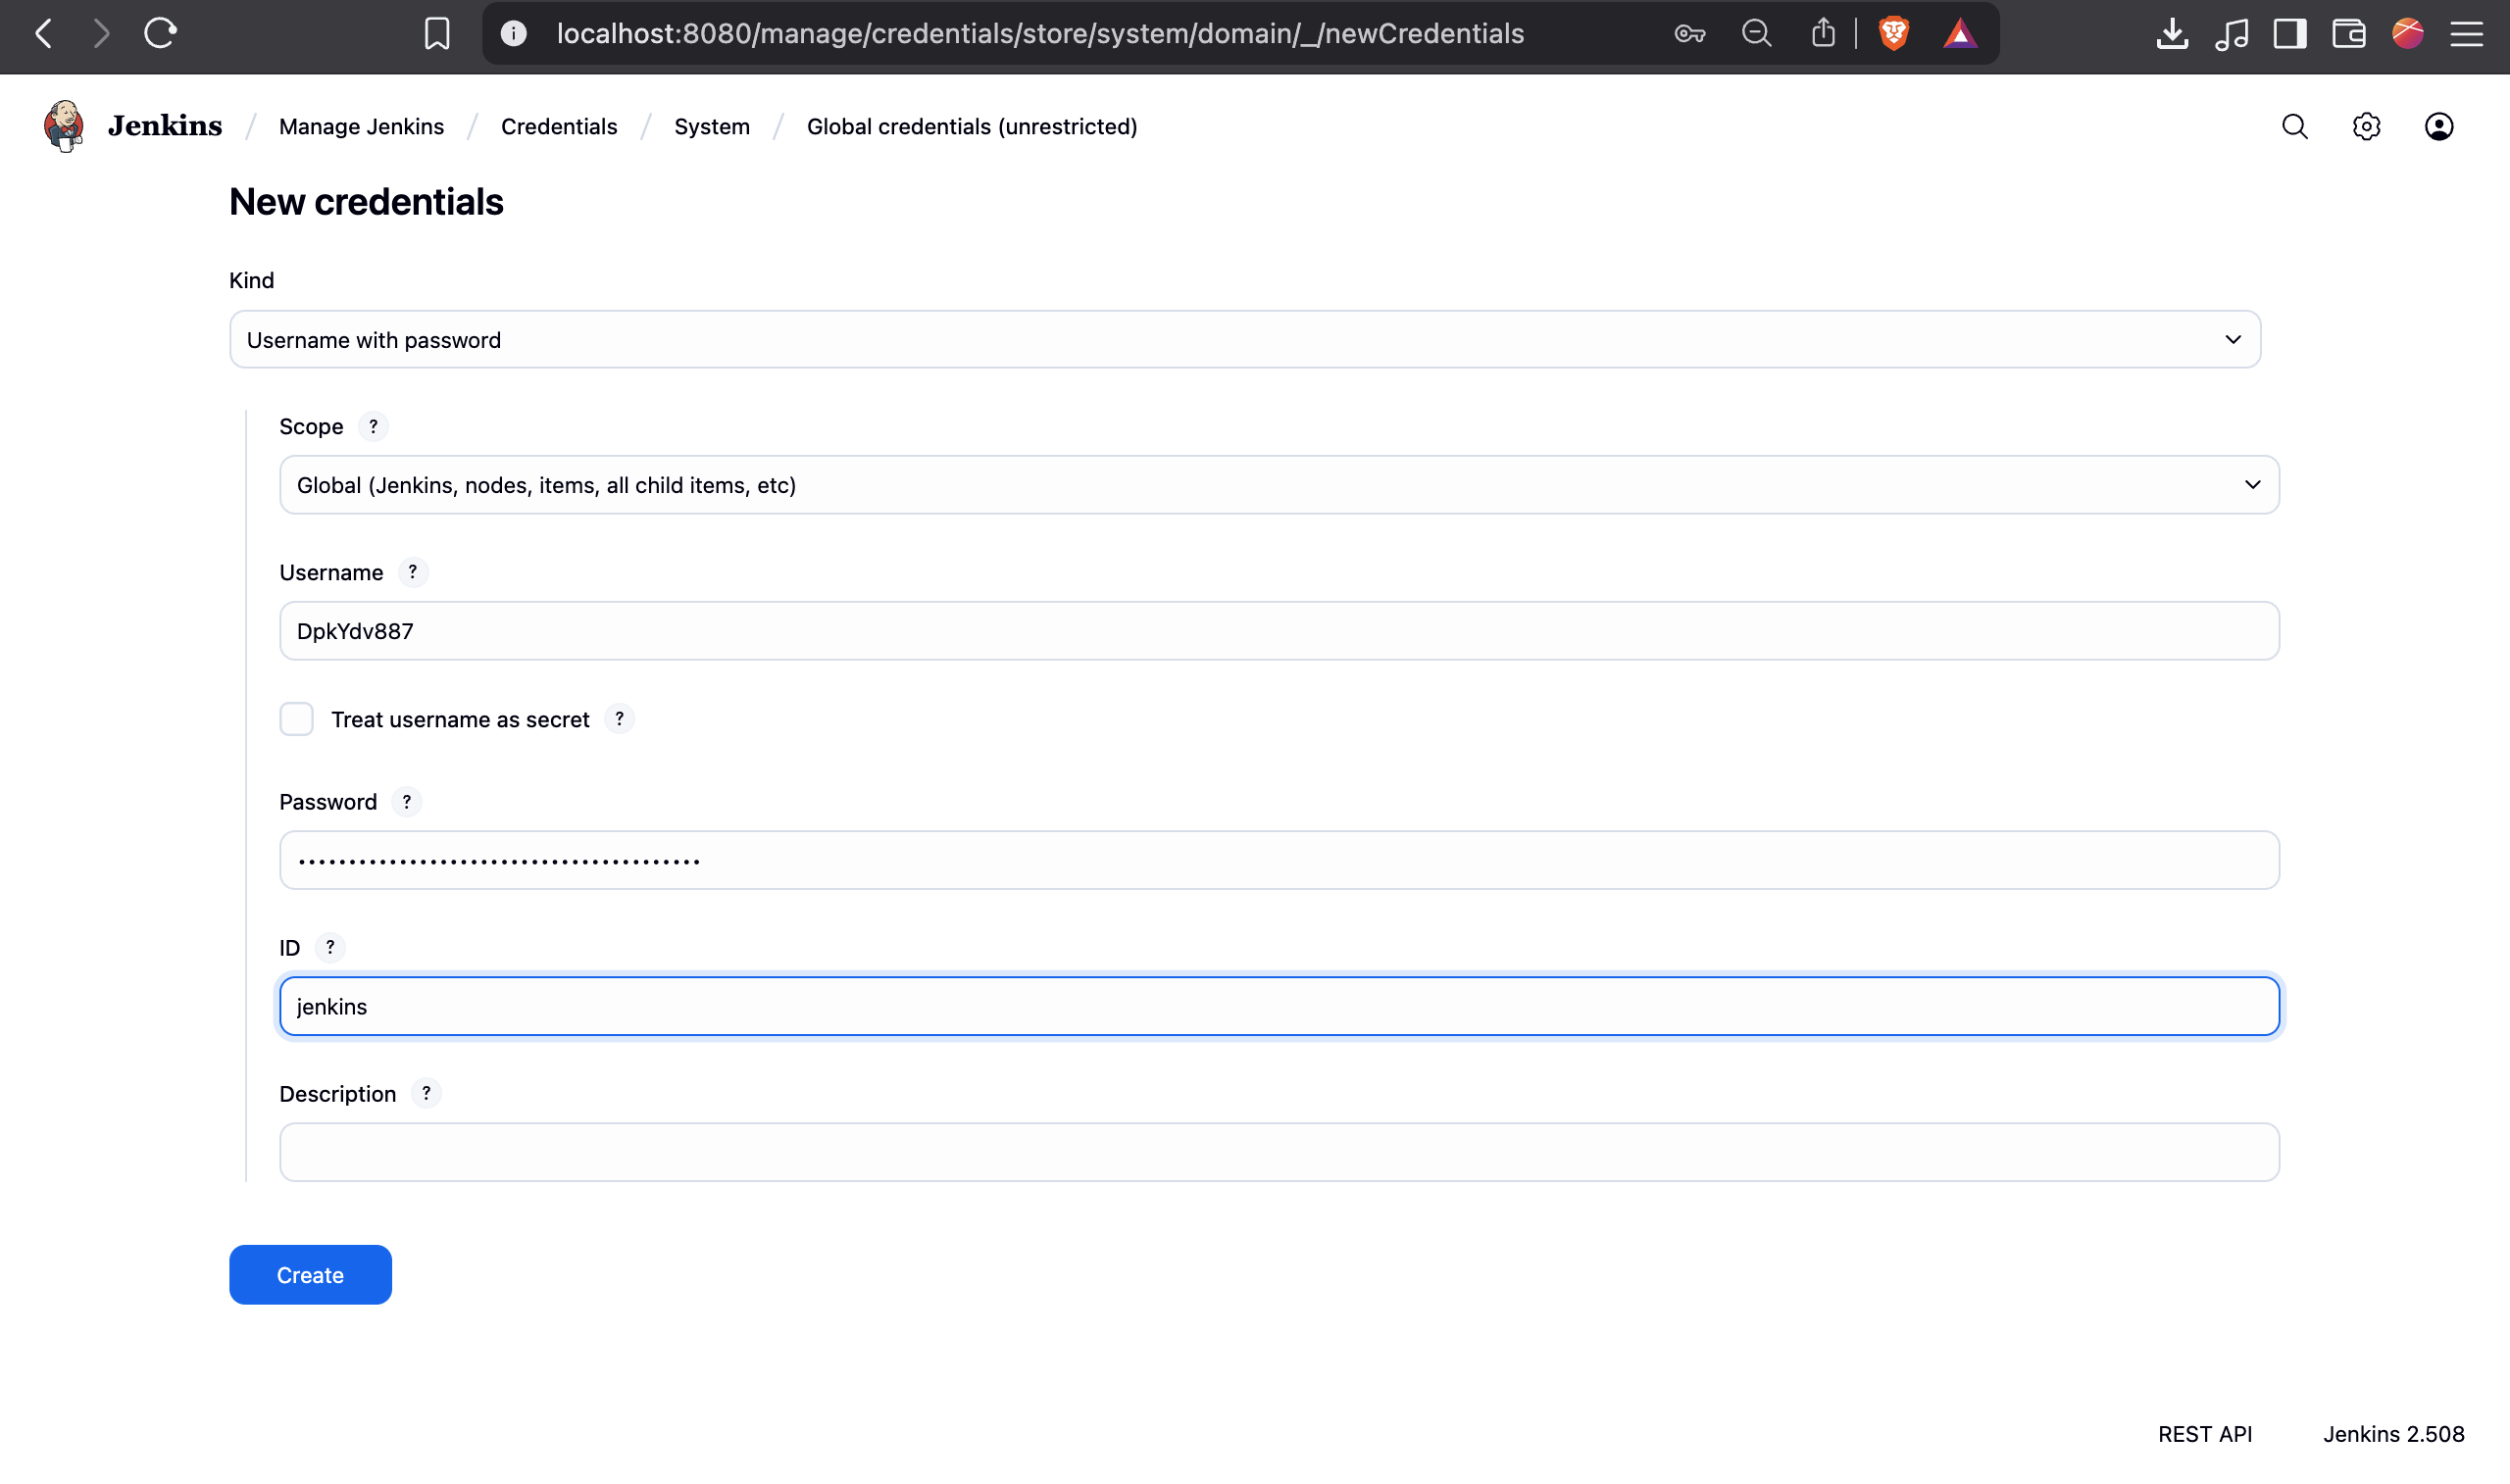 localhost:8080/manage/credentials/store/system/domain/_/newCredentials
Jenkins / Manage Jenkins / Credentials / System / Global credentials (unrestricted)
New credentials
Kind
Username with password
Scope ?
Global (Jenkins, nodes, items, all child items, etc)
Username ?
DpkYdv887
Treat username as secret ?
Password ?
••••••••••••••••••••••••••••••••••••••••
ID ?
jenkins
Description ?
Create
REST API Jenkins 2.508